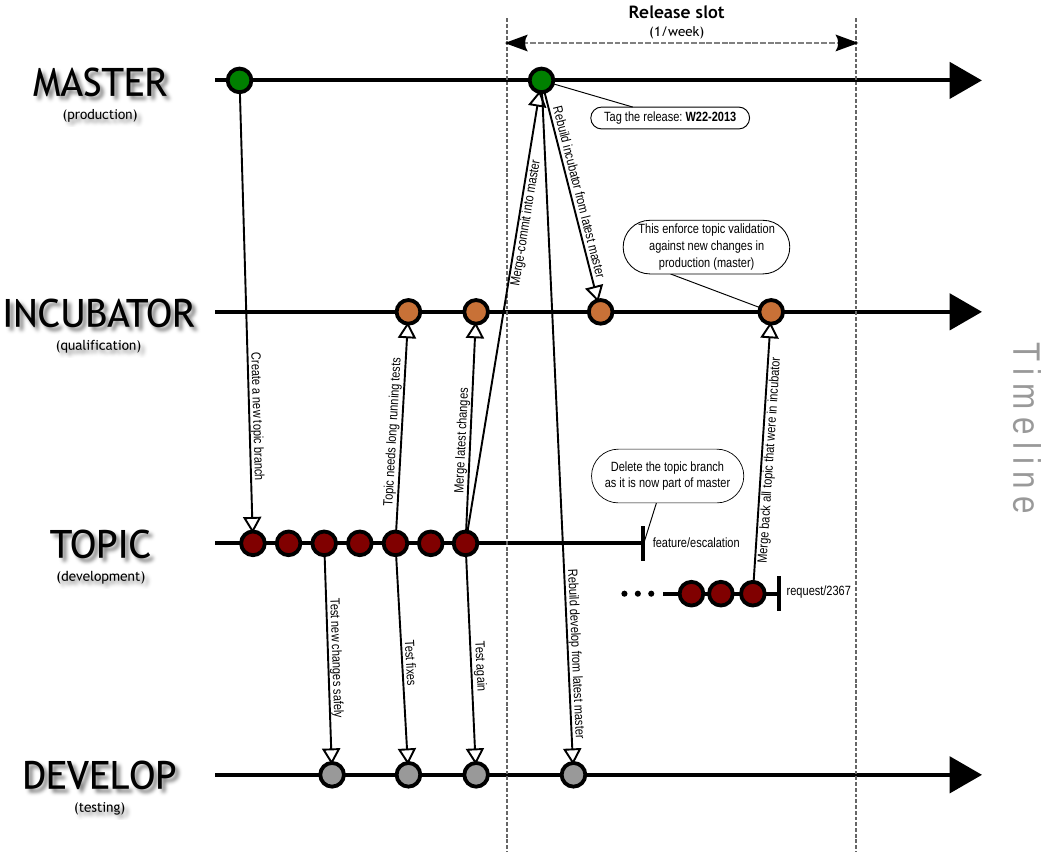 Release slot
(1/week)
MASTER
(production)
Tag the release: W22-2013
Rebuild incubator from latest master
Merge-commit into master
This enforce topic validation
against new changes in
production (master)
INCUBATOR
(qualification)
Create a new topic branch
Topic needs long running tests
Merge latest changes
Merge back all topic that were in incubator
Timeline
Delete the topic branch
as it is now part of master
TOPIC
(development)
feature/escalation
request/2367
Test new changes safely
Test fixes
Test again
Rebuild develop from latest master
DEVELOP
(testing)